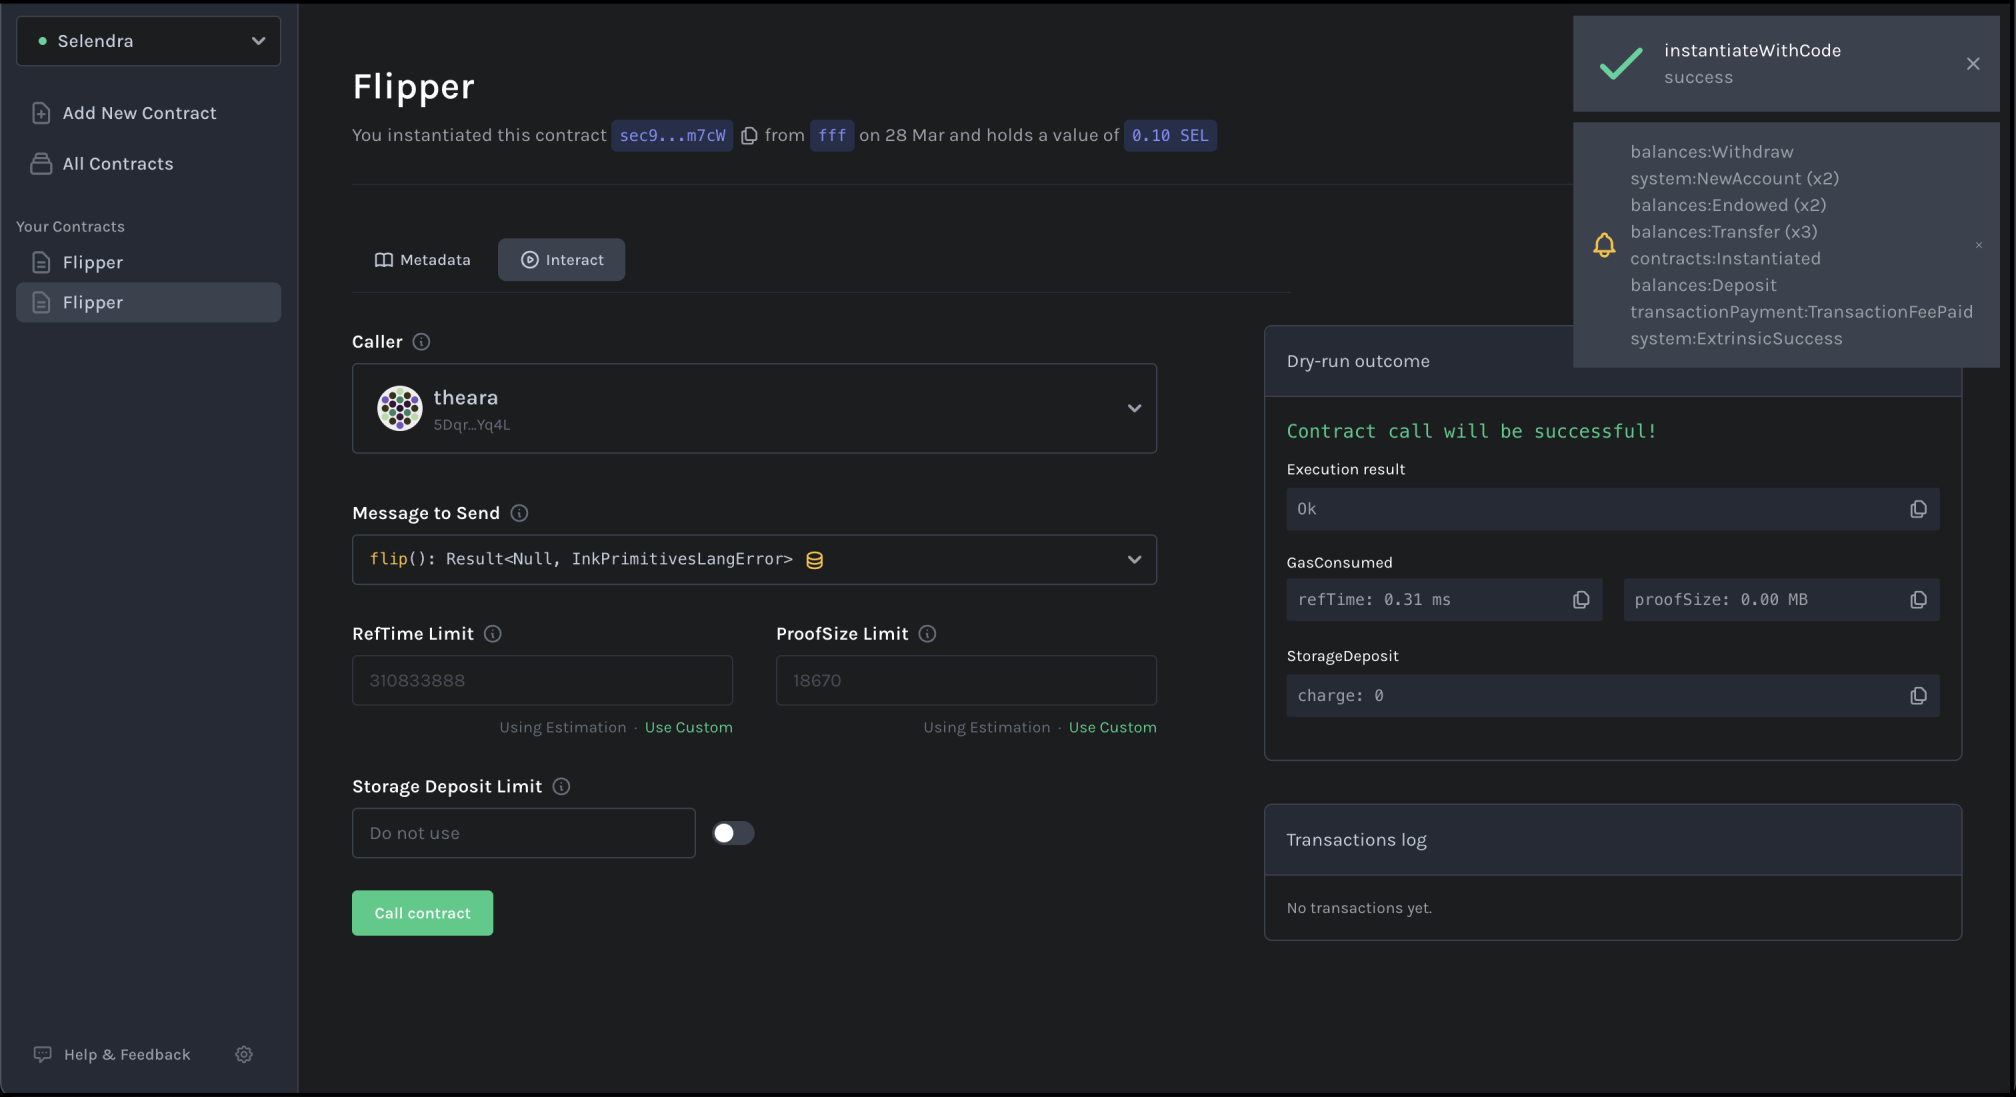 Selendra
Add New Contract
All Contracts
Your Contracts
Flipper
Flipper
Help & Feedback
Flipper
You instantiated this contract sec9...m7cW from fff on 28 Mar and holds a value of 0.10 SEL
Metadata
Interact
Caller
theara
5Dqr...Yq4L
Message to Send
flip(): Result<Null, InkPrimitivesLangError>
RefTime Limit
310833888
Using Estimation · Use Custom
ProofSize Limit
18670
Using Estimation · Use Custom
Storage Deposit Limit
Do not use
Call contract
instantiateWithCode
success
balances:Withdraw
system:NewAccount (x2)
balances:Endowed (x2)
balances:Transfer (x3)
contracts:Instantiated
balances:Deposit
transactionPayment:TransactionFeePaid
system:ExtrinsicSuccess
Dry-run outcome
Contract call will be successful!
Execution result
Ok
GasConsumed
refTime: 0.31 ms
proofSize: 0.00 MB
StorageDeposit
charge: 0
Transactions log
No transactions yet.